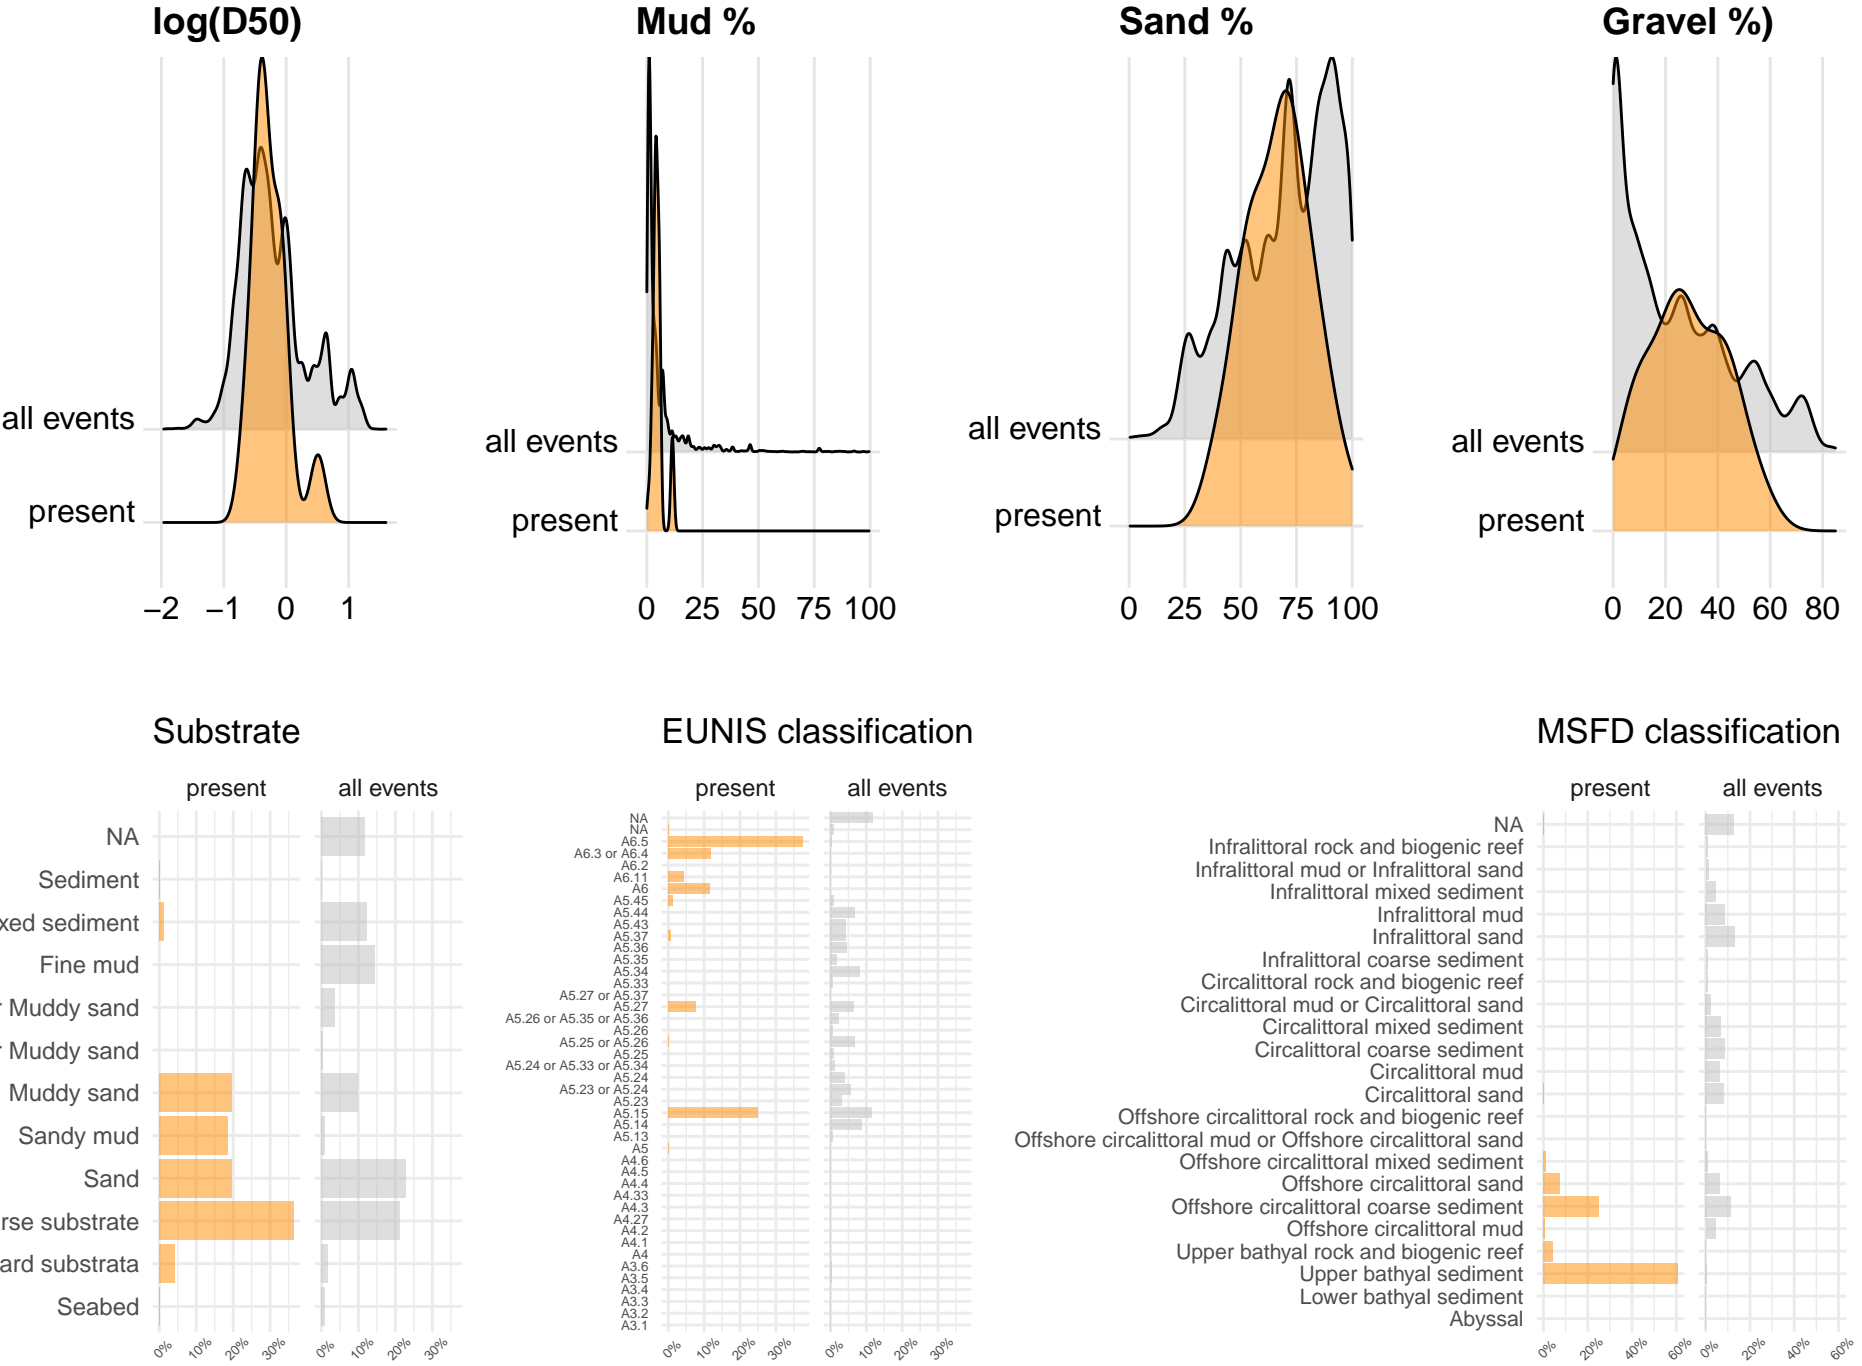 log(D50)
Mud %
Sand %
Gravel %)
all events
present
−2 −1 0 1
all events
present
0 25 50 75 100
all events
present
0 25 50 75 100
all events
present
0 20 40 60 80
Substrate
present all events
NA
Sediment
xed sediment
Fine mud
r Muddy sand
r Muddy sand
Muddy sand
Sandy mud
Sand
rse substrate
ard substrata
Seabed
0% 10% 20% 30% 0% 10% 20% 30%
EUNIS classification
present all events
NA
NA
A6.5
A6.3 or A6.4
A6.2
A6.11
A6
A5.45
A5.44
A5.43
A5.37
A5.36
A5.35
A5.34
A5.33
A5.27 or A5.37
A5.27
A5.26 or A5.35 or A5.36
A5.26
A5.25 or A5.26
A5.25
A5.24 or A5.33 or A5.34
A5.24
A5.23 or A5.24
A5.23
A5.15
A5.14
A5.13
A5
A4.6
A4.5
A4.4
A4.33
A4.3
A4.27
A4.2
A4.1
A4
A3.6
A3.5
A3.4
A3.3
A3.2
A3.1
0% 10% 20% 30% 0% 10% 20% 30%
MSFD classification
present all events
NA
Infralittoral rock and biogenic reef
Infralittoral mud or Infralittoral sand
Infralittoral mixed sediment
Infralittoral mud
Infralittoral sand
Infralittoral coarse sediment
Circalittoral rock and biogenic reef
Circalittoral mud or Circalittoral sand
Circalittoral mixed sediment
Circalittoral coarse sediment
Circalittoral mud
Circalittoral sand
Offshore circalittoral rock and biogenic reef
Offshore circalittoral mud or Offshore circalittoral sand
Offshore circalittoral mixed sediment
Offshore circalittoral sand
Offshore circalittoral coarse sediment
Offshore circalittoral mud
Upper bathyal rock and biogenic reef
Upper bathyal sediment
Lower bathyal sediment
Abyssal
0% 20% 40% 60% 0% 20% 40% 60%